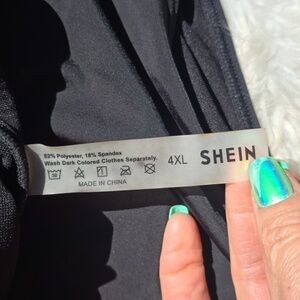 82% Polyester, 18% Spandex
Wash Dark Colored Clothes Separately.
4XL SHEIN
MADE IN CHINA